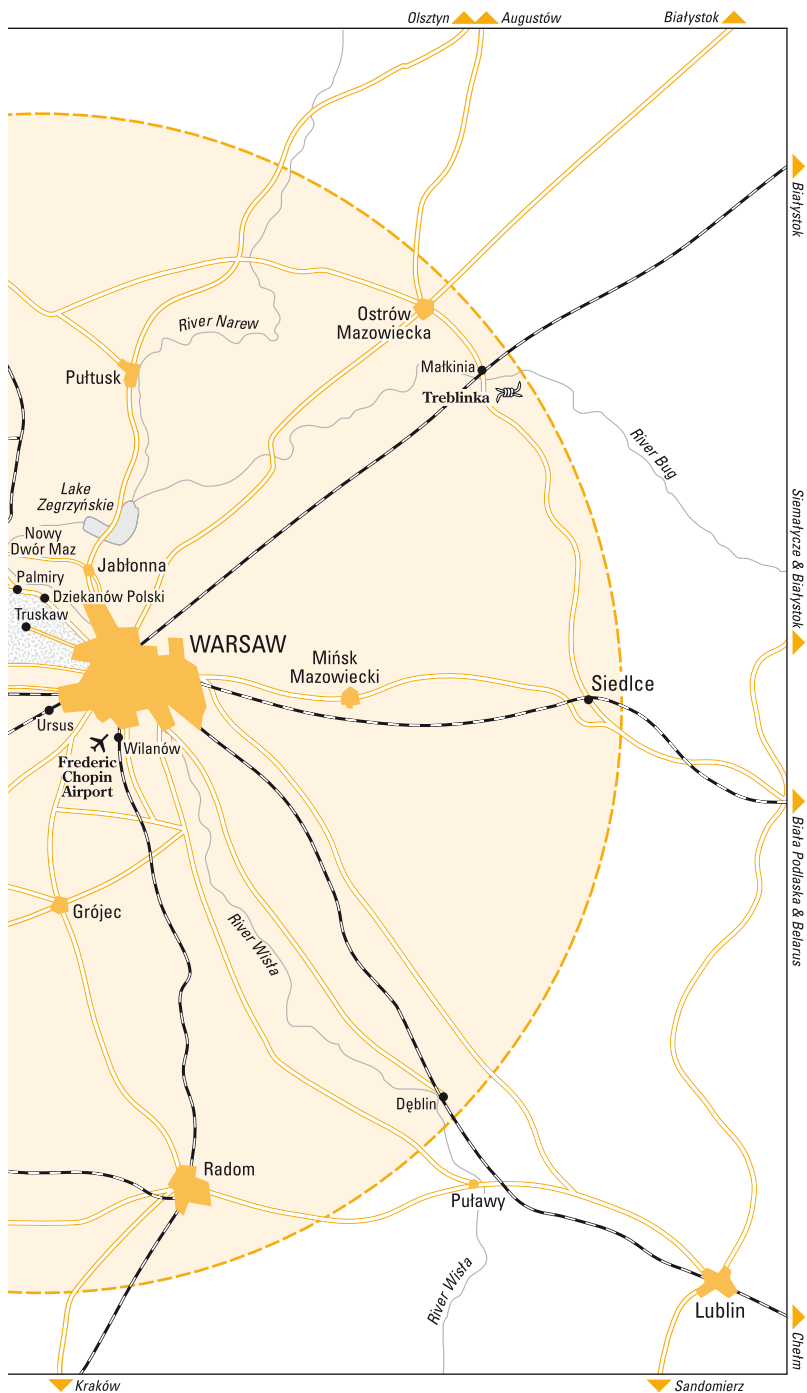 Olsztyn
Augustów
Białystok
Białystok
River Narew
Ostrów
Mazowiecka
Pułtusk
Małkinia
Treblinka
River Bug
Lake
Zegrzyńskie
Siemałycze & Białystok
Nowy
Dwór Maz
Jabłonna
Palmiry
Dziekanów Polski
Truskaw
WARSAW
Mińsk
Mazowiecki
Siedlce
Ursus
Wilanów
Frederic
Chopin
Airport
Biała Podlaska & Belarus
Grójec
River Wisła
Dęblin
Radom
Puławy
River Wisła
Lublin
Chełm
Kraków
Sandomierz